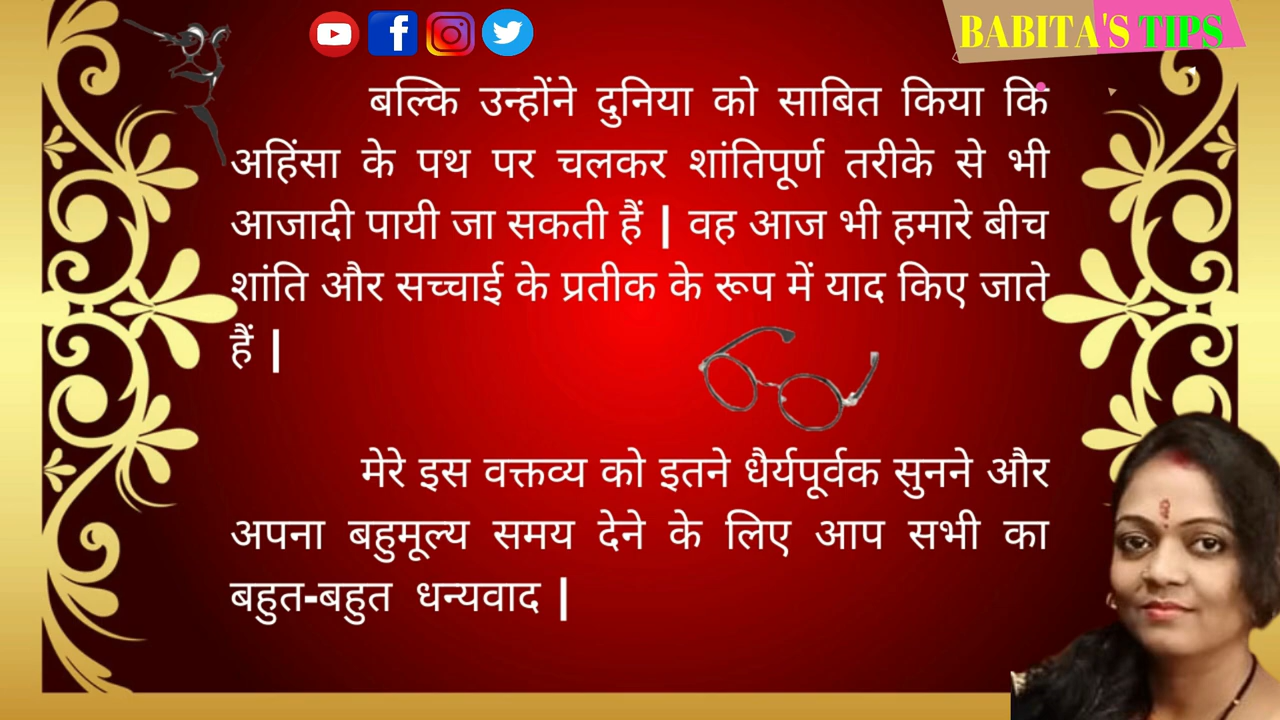 BABITA'S TIPS
बल्कि उन्होंने दुनिया को साबित किया कि
अहिंसा के पथ पर चलकर शांतिपूर्ण तरीके से भी
आजादी पायी जा सकती हैं | वह आज भी हमारे बीच
शांति और सच्चाई के प्रतीक के रूप में याद किए जाते
हैं |
मेरे इस वक्तव्य को इतने धैर्यपूर्वक सुनने और
अपना बहुमूल्य समय देने के लिए आप सभी का
बहुत-बहुत धन्यवाद |